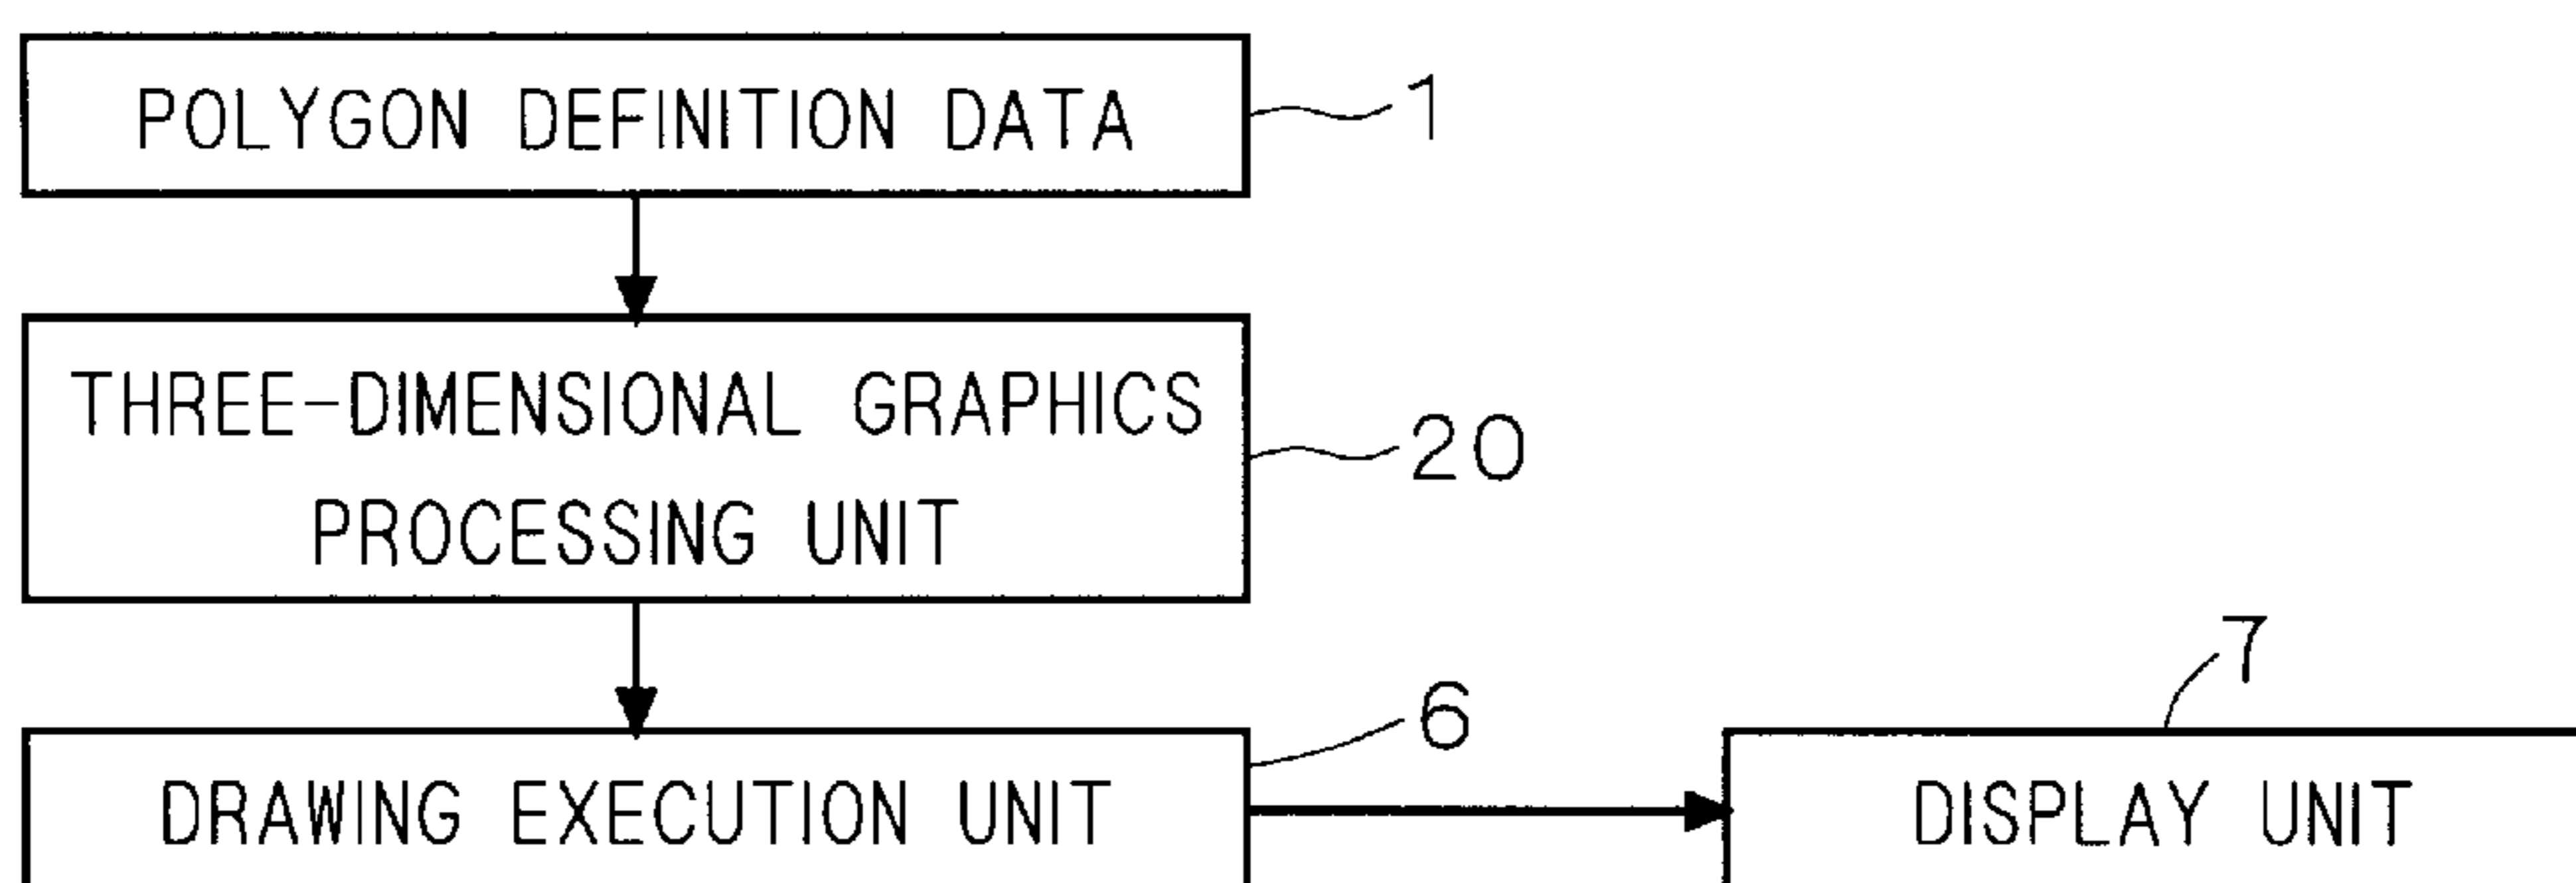 POLYGON DEFINITION DATA
1
THREE-DIMENSIONAL GRAPHICS
PROCESSING UNIT
20
DRAWING EXECUTION UNIT
6
7
DISPLAY UNIT